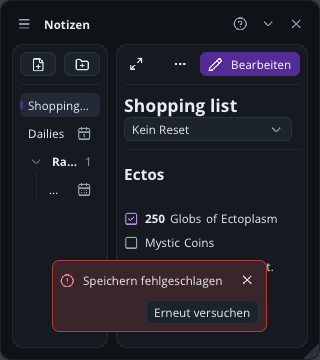 Notizen
Bearbeiten
Shopping...
Dailies
Ra... 1
...
Shopping list
Kein Reset
Ectos
250 Globs of Ectoplasm
Mystic Coins
t.
Speichern fehlgeschlagen
Erneut versuchen